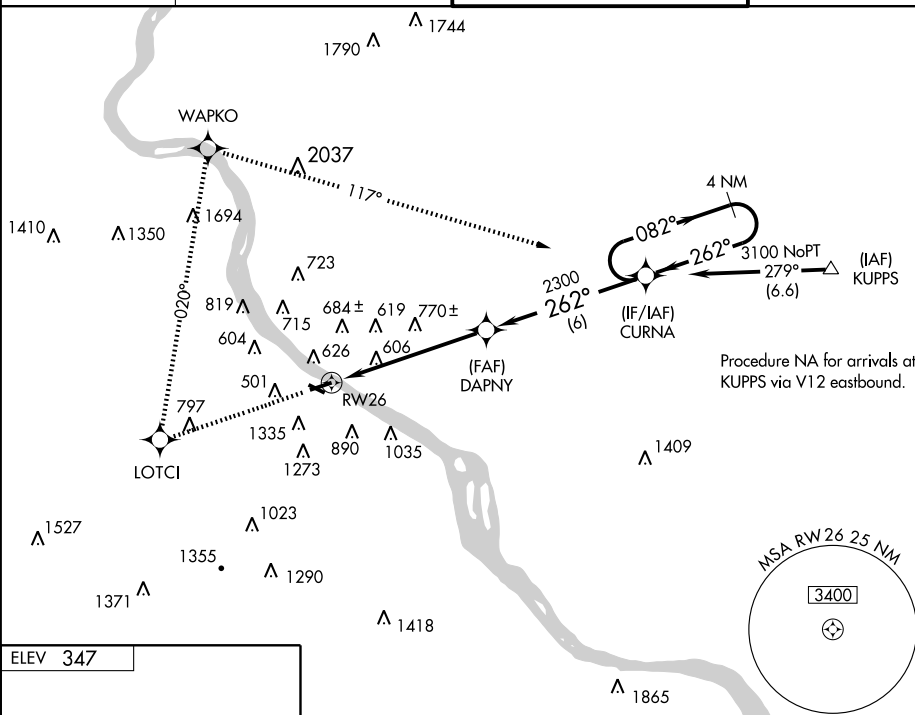 1744
1790
WAPKO
2037
117°
4 NM
1410
1350
1694
082°
262°
3100 NoPT
279°
(6.6)
(IAF)
KUPPS
020°
723
2300
262°
(6)
(IF/IAF)
CURNA
819
715
684±
619
770±
604
626
606
(FAF)
DAPNY
Procedure NA for arrivals at
KUPPS via V12 eastbound.
501
RW26
797
1335
890
1035
LOTCI
1273
1409
1527
1023
1355
1290
1371
1418
MSA RW26 25 NM
3400
ELEV 347
1865